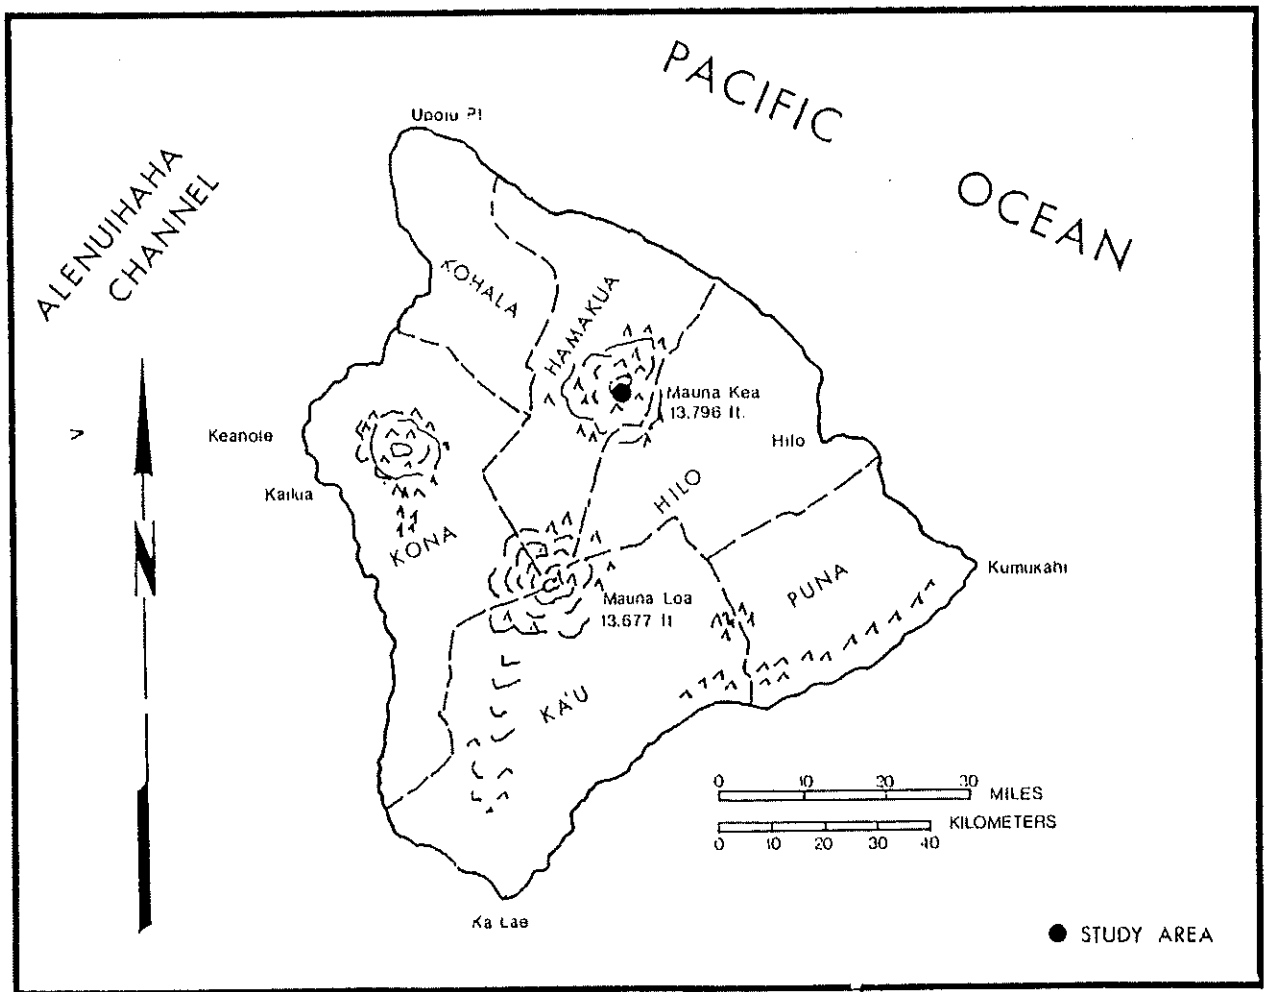 PACIFIC
OCEAN
ALENUIHAHA
CHANNEL
Upolu Pt
KOHALA
HAMAKUA
Mauna Kea
13,796 ft.
Keahole
Kailua
Hilo
HILO
KONA
Kumukahi
PUNA
Mauna Loa
13,677 ft
KA'U
N
0 10 20 30 MILES
KILOMETERS
0 10 20 30 40
Ka Lae
STUDY AREA